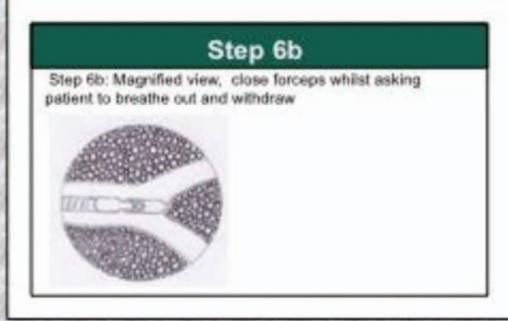 Step 6b
Step 6b: Magnified view, close forceps whilst asking
patient to breathe out and withdraw